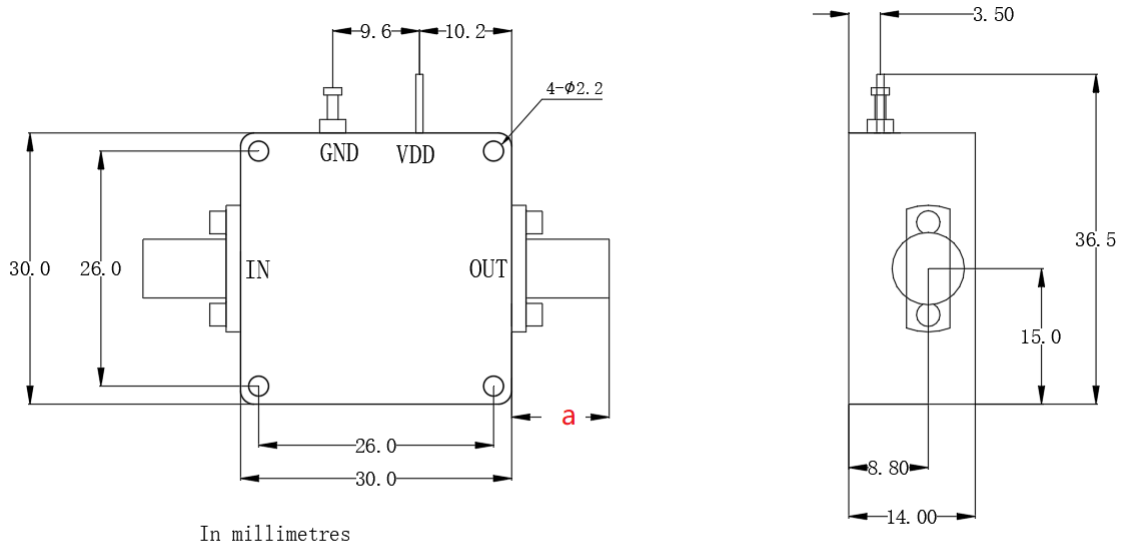 9.6
10.2
3.50
4-Φ2.2
GND
VDD
36.5
30.0
26.0
IN
OUT
15.0
a
26.0
8.80
30.0
14.00
In millimetres